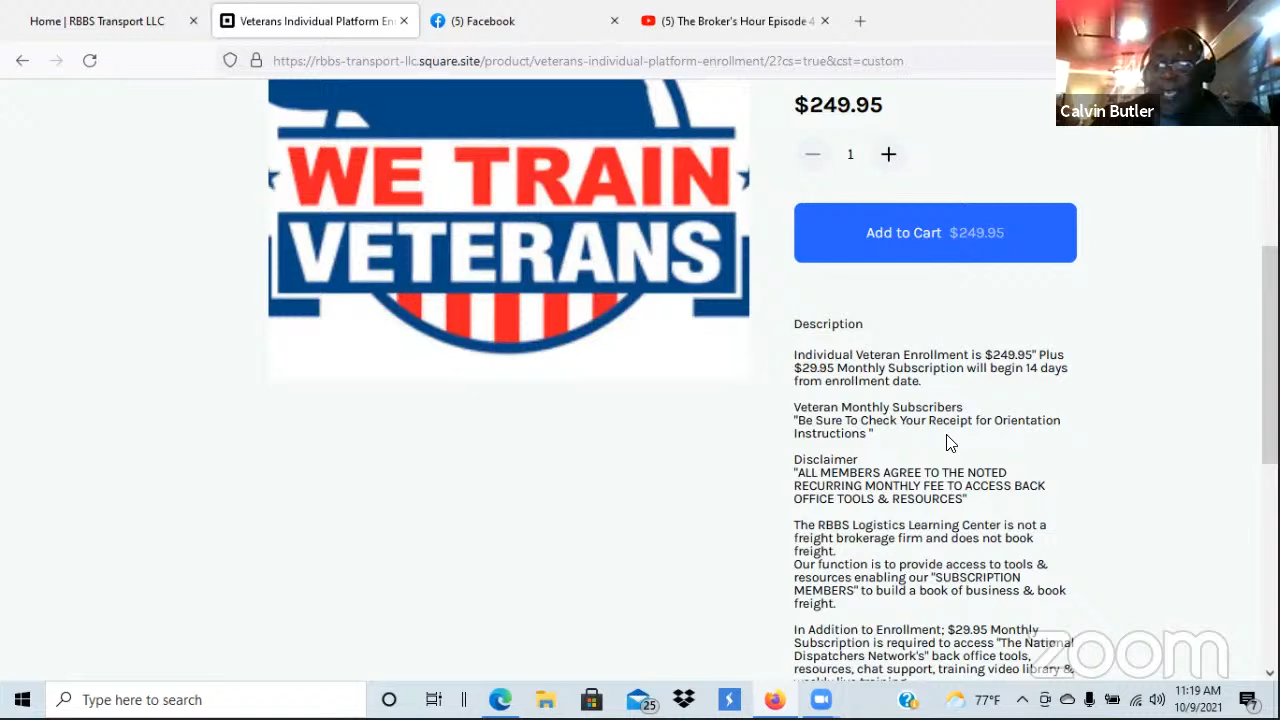 Home | RBBS Transport LLC
Veterans Individual Platform En
(5) Facebook
(5) The Broker's Hour Episode 4
https://rbbs-transport-llc.square.site/product/veterans-individual-platform-enrollment/2?cs=true&cst=custom
Calvin Butler
$249.95
1
Add to Cart $249.95
WE TRAIN
VETERANS
Description
Individual Veteran Enrollment is $249.95" Plus
$29.95 Monthly Subscription will begin 14 days
from enrollment date.
Veteran Monthly Subscribers
"Be Sure To Check Your Receipt for Orientation
Instructions "
Disclaimer
"ALL MEMBERS AGREE TO THE NOTED
RECURRING MONTHLY FEE TO ACCESS BACK
OFFICE TOOLS & RESOURCES"
The RBBS Logistics Learning Center is not a
freight brokerage firm and does not book
freight.
Our function is to provide access to tools &
resources enabling our "SUBSCRIPTION
MEMBERS" to build a book of business & book
freight.
In Addition to Enrollment; $29.95 Monthly
Subscription is required to access "The National
Dispatchers Network's" back office tools,
resources, chat support, training video library &
weekly live training
zoom
Type here to search
25
77°F
11:19 AM
10/9/2021
7